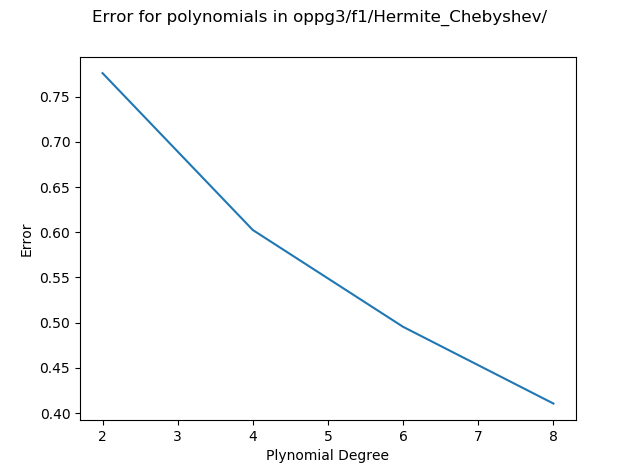 Error for polynomials in oppg3/f1/Hermite_Chebyshev/
0.75
0.70
0.65
0.60
0.55
0.50
0.45
0.40
Error
2 3 4 5 6 7 8
Plynomial Degree